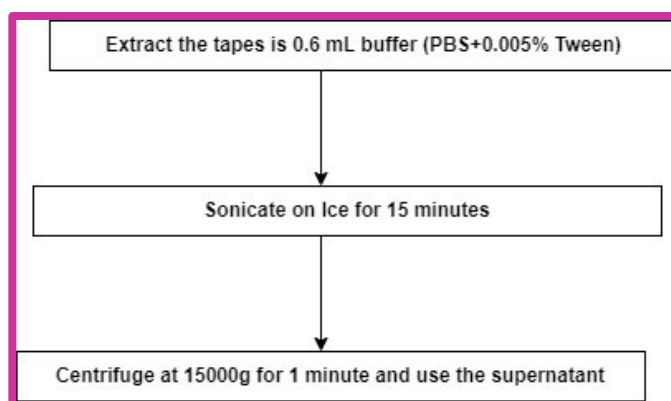 Extract the tapes is 0.6 mL buffer (PBS+0.005% Tween)
Sonicate on Ice for 15 minutes
Centrifuge at 15000g for 1 minute and use the supernatant